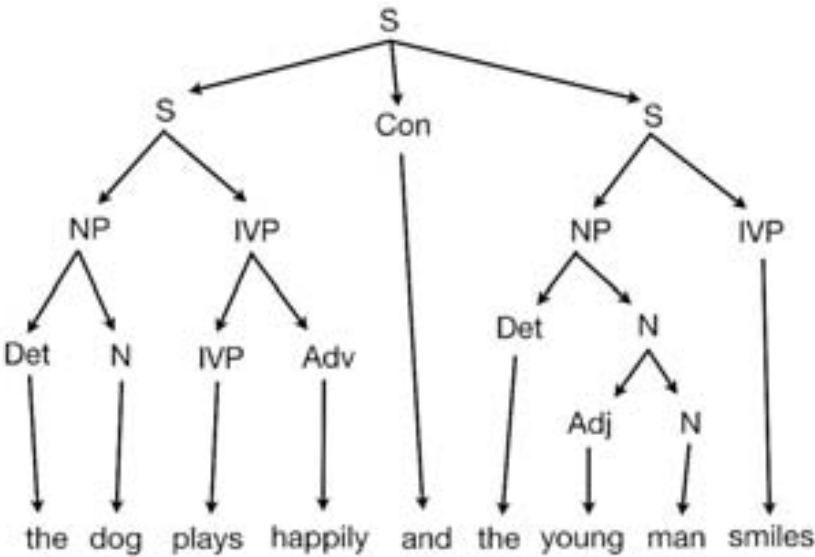 S
S Con S
NP IVP NP IVP
Det N IVP Adv Det N
Adj N
the dog plays happily and the young man smiles